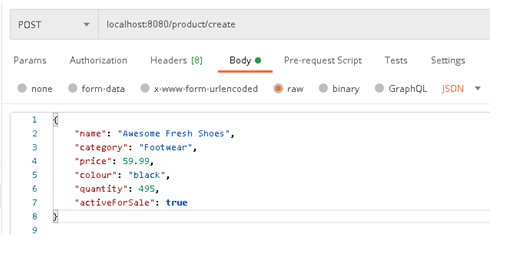 POST localhost:8080/product/create
Params Authorization Headers (8) Body Pre-request Script Tests Settings
none form-data x-www-form-urlencoded raw binary GraphQL JSON
1 {
2 "name": "Awesome Fresh Shoes",
3 "category": "Footwear",
4 "price": 59.99,
5 "colour": "black",
6 "quantity": 495,
7 "activeForSale": true
8 }
9